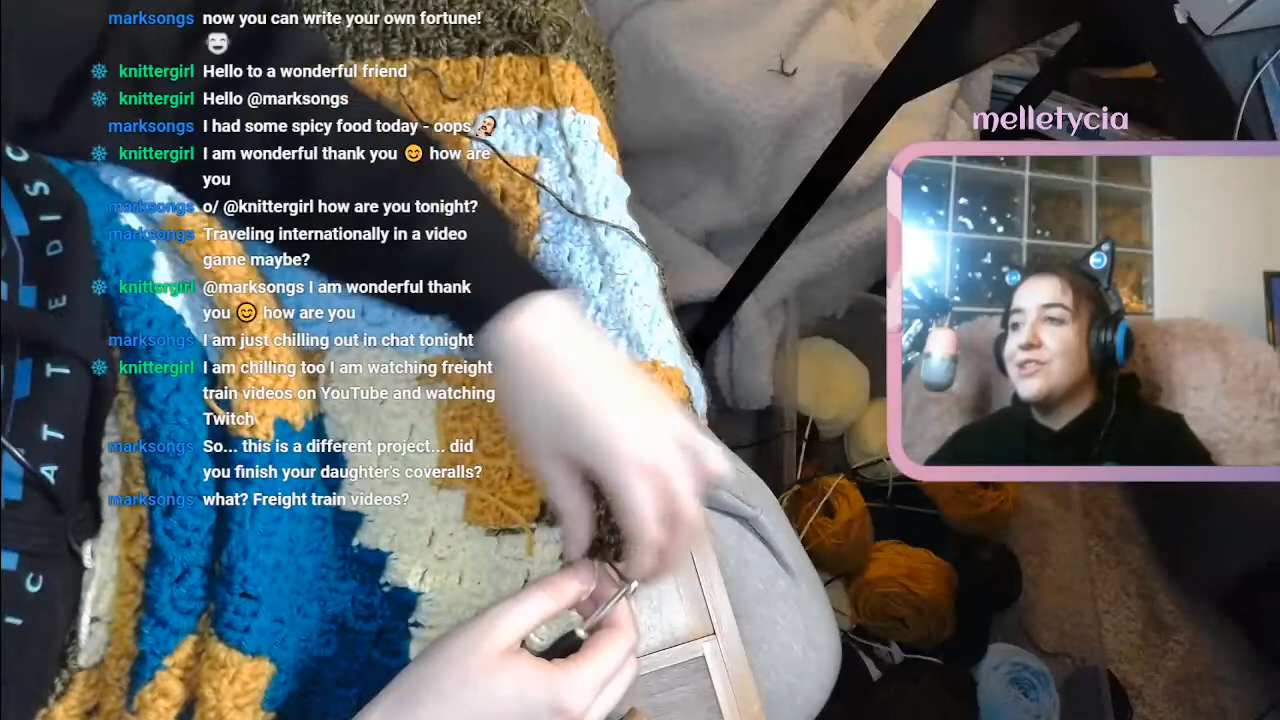 marksongs now you can write your own fortune!
knittergirl Hello to a wonderful friend
knittergirl Hello @marksongs
marksongs I had some spicy food today - oops
knittergirl I am wonderful thank you 😊 how are
you
marksongs o/ @knittergirl how are you tonight?
marksongs Traveling internationally in a video
game maybe?
knittergirl @marksongs I am wonderful thank
you 😊 how are you
marksongs I am just chilling out in chat tonight
knittergirl I am chilling too I am watching freight
train videos on YouTube and watching
Twitch
marksongs So... this is a different project... did
you finish your daughter's coveralls?
marksongs what? Freight train videos?
melletycia